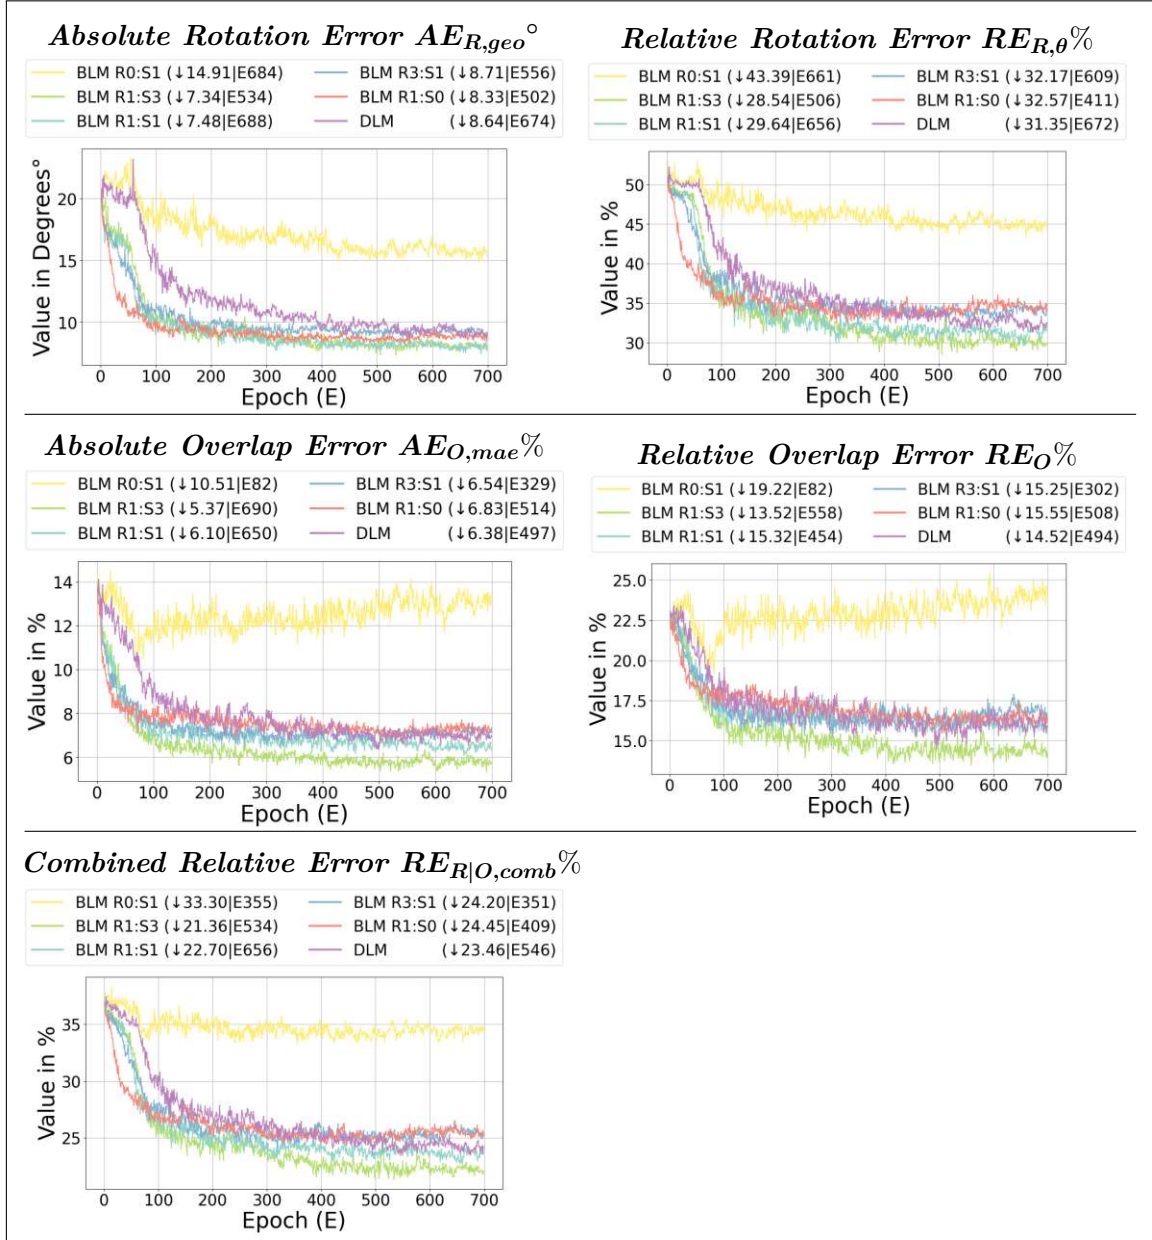 Absolute Rotation Error AE_{R,geo}°
BLM R0:S1 (↓14.91|E684)
BLM R1:S3 (↓7.34|E534)
BLM R1:S1 (↓7.48|E688)
BLM R3:S1 (↓8.71|E556)
BLM R1:S0 (↓8.33|E502)
DLM (↓8.64|E674)
Value in Degrees°
20
15
10
0 100 200 300 400 500 600 700
Epoch (E)
Relative Rotation Error RE_{R,θ}%
BLM R0:S1 (↓43.39|E661)
BLM R1:S3 (↓28.54|E506)
BLM R1:S1 (↓29.64|E656)
BLM R3:S1 (↓32.17|E609)
BLM R1:S0 (↓32.57|E411)
DLM (↓31.35|E672)
Value in %
50
45
40
35
30
0 100 200 300 400 500 600 700
Epoch (E)
Absolute Overlap Error AE_{O,mae}%
BLM R0:S1 (↓10.51|E82)
BLM R1:S3 (↓5.37|E690)
BLM R1:S1 (↓6.10|E650)
BLM R3:S1 (↓6.54|E329)
BLM R1:S0 (↓6.83|E514)
DLM (↓6.38|E497)
Value in %
14
12
10
8
6
0 100 200 300 400 500 600 700
Epoch (E)
Relative Overlap Error RE_O%
BLM R0:S1 (↓19.22|E82)
BLM R1:S3 (↓13.52|E558)
BLM R1:S1 (↓15.32|E454)
BLM R3:S1 (↓15.25|E302)
BLM R1:S0 (↓15.55|E508)
DLM (↓14.52|E494)
Value in %
25.0
22.5
20.0
17.5
15.0
0 100 200 300 400 500 600 700
Epoch (E)
Combined Relative Error RE_{R|O,comb}%
BLM R0:S1 (↓33.30|E355)
BLM R1:S3 (↓21.36|E534)
BLM R1:S1 (↓22.70|E656)
BLM R3:S1 (↓24.20|E351)
BLM R1:S0 (↓24.45|E409)
DLM (↓23.46|E546)
Value in %
35
30
25
0 100 200 300 400 500 600 700
Epoch (E)